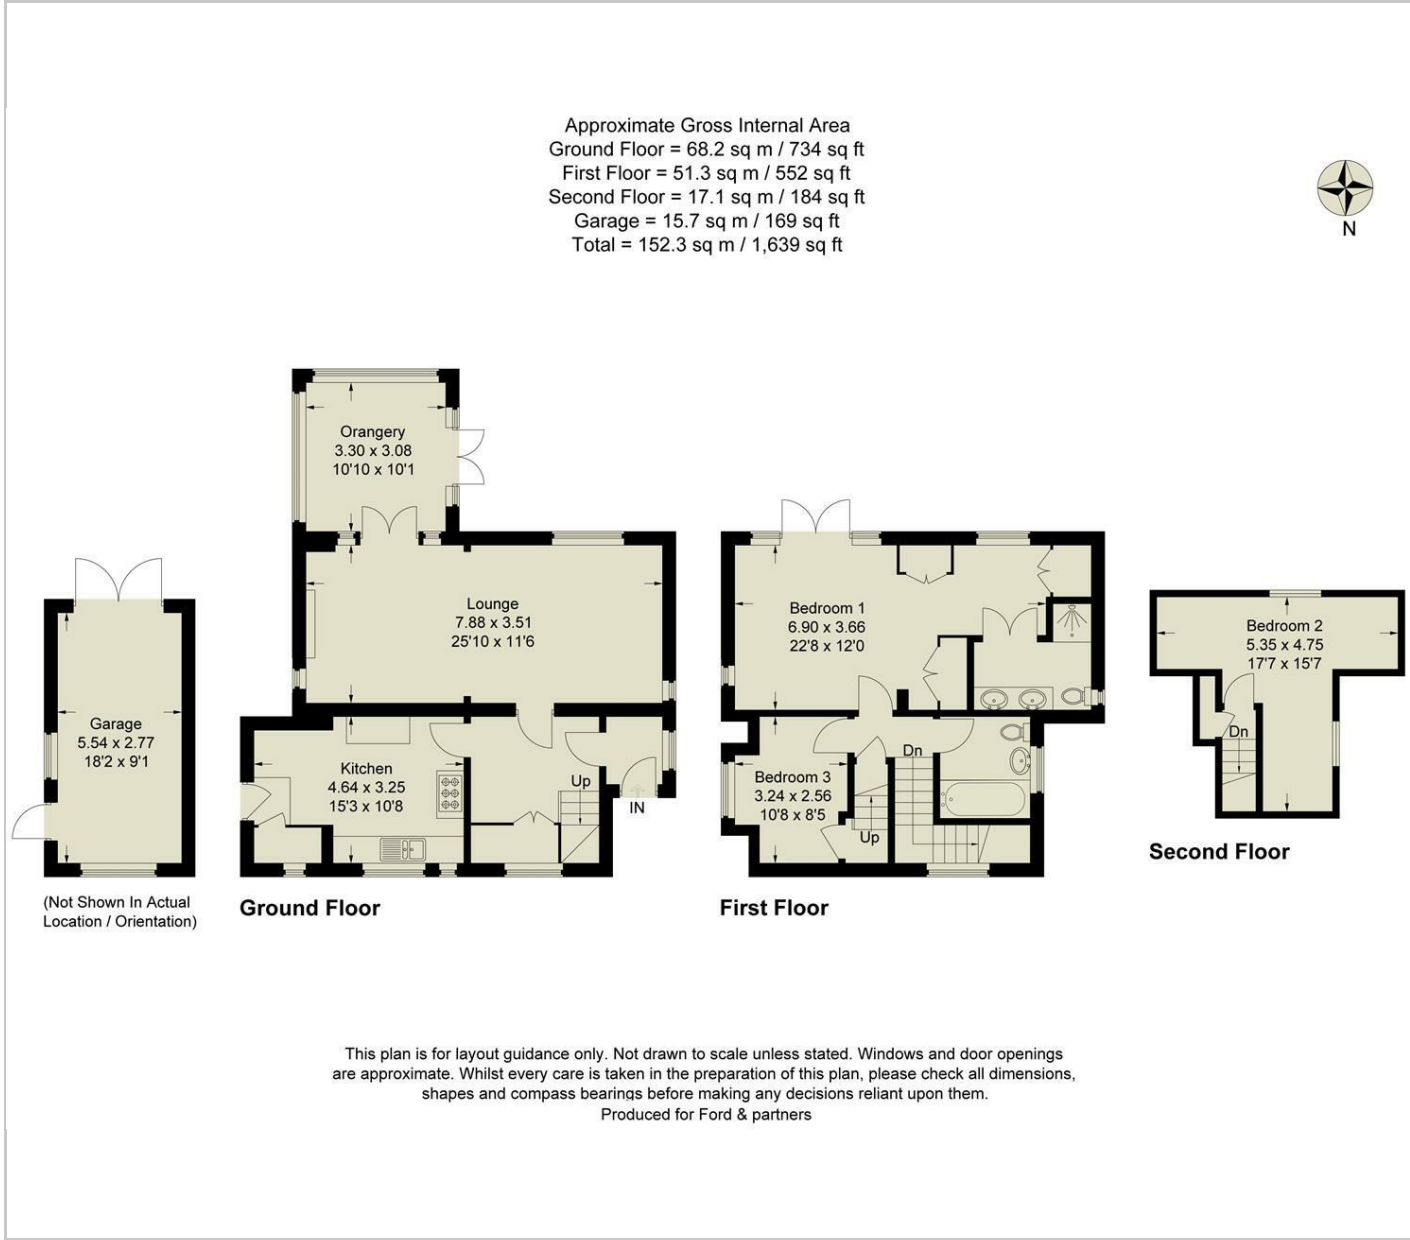 Approximate Gross Internal Area
Ground Floor = 68.2 sq m / 734 sq ft
First Floor = 51.3 sq m / 552 sq ft
Second Floor = 17.1 sq m / 184 sq ft
Garage = 15.7 sq m / 169 sq ft
Total = 152.3 sq m / 1,639 sq ft
N
Orangery
3.30 x 3.08
10'10 x 10'1
Lounge
7.88 x 3.51
25'10 x 11'6
Garage
5.54 x 2.77
18'2 x 9'1
Kitchen
4.64 x 3.25
15'3 x 10'8
Up
IN
Bedroom 1
6.90 x 3.66
22'8 x 12'0
Bedroom 3
3.24 x 2.56
10'8 x 8'5
Dn
Up
Bedroom 2
5.35 x 4.75
17'7 x 15'7
Dn
(Not Shown In Actual
Location / Orientation)
Ground Floor
First Floor
Second Floor
This plan is for layout guidance only. Not drawn to scale unless stated. Windows and door openings
are approximate. Whilst every care is taken in the preparation of this plan, please check all dimensions,
shapes and compass bearings before making any decisions reliant upon them.
Produced for Ford & partners